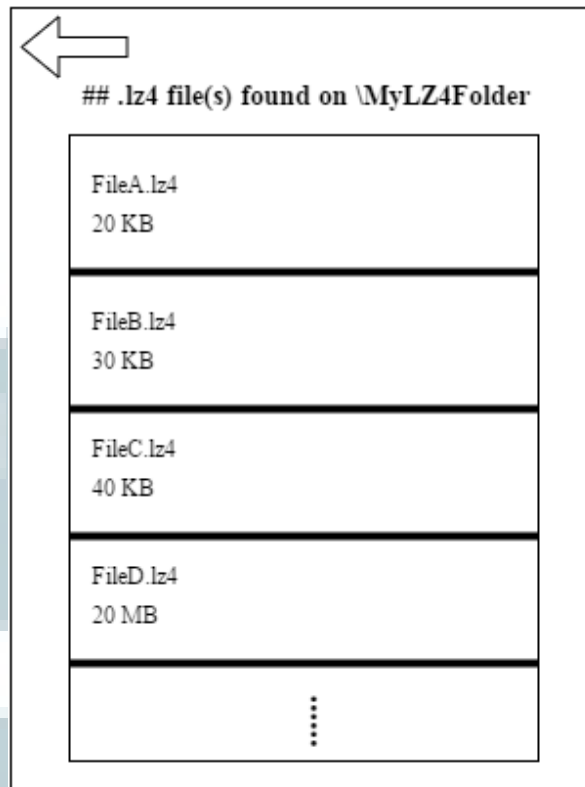 ## .lz4 file(s) found on \MyLZ4Folder
FileA.lz4
20 KB
FileB.lz4
30 KB
FileC.lz4
40 KB
FileD.lz4
20 MB